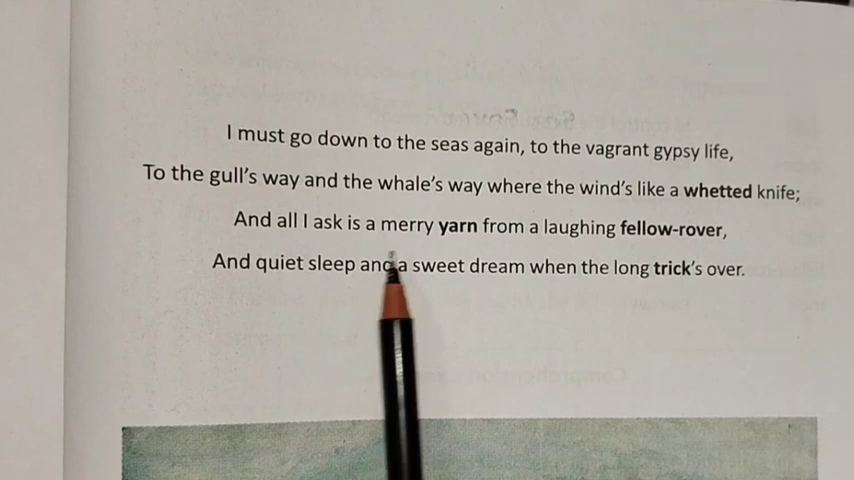 I must go down to the seas again, to the vagrant gypsy life,
To the gull's way and the whale's way where the wind's like a whetted knife;
And all I ask is a merry yarn from a laughing fellow-rover,
And quiet sleep and a sweet dream when the long trick's over.